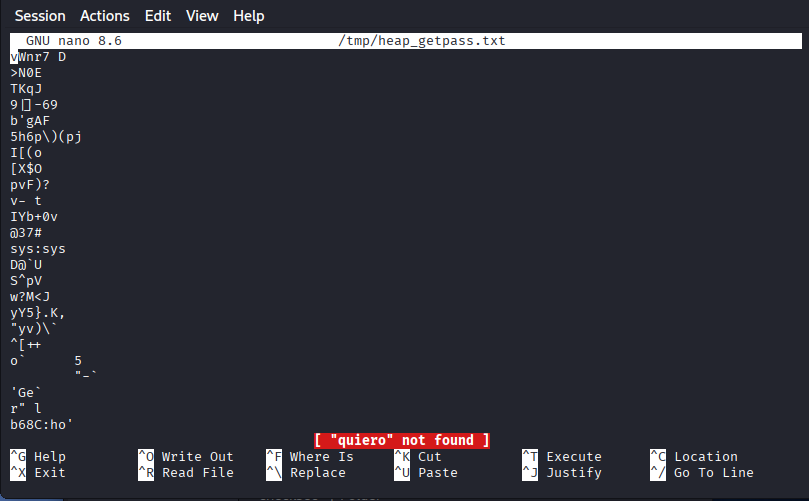 Session Actions Edit View Help
GNU nano 8.6 /tmp/heap_getpass.txt
vWnr7 D
>N0E
TKqJ
9|]-69
b'gAF
5h6p\)(pj
I[(o
[X$O
pvF)?
v- t
IYb+0v
@37#
sys:sys
D@`U
S^pV
w?M<J
yY5}.K,
"yv)\`
^[++
o` 5
"-`
'Ge`
r" l
b68C:ho'
[ "quiero" not found ]
^G Help ^O Write Out ^F Where Is ^K Cut ^T Execute ^C Location
^X Exit ^R Read File ^\ Replace ^U Paste ^J Justify ^/ Go To Line